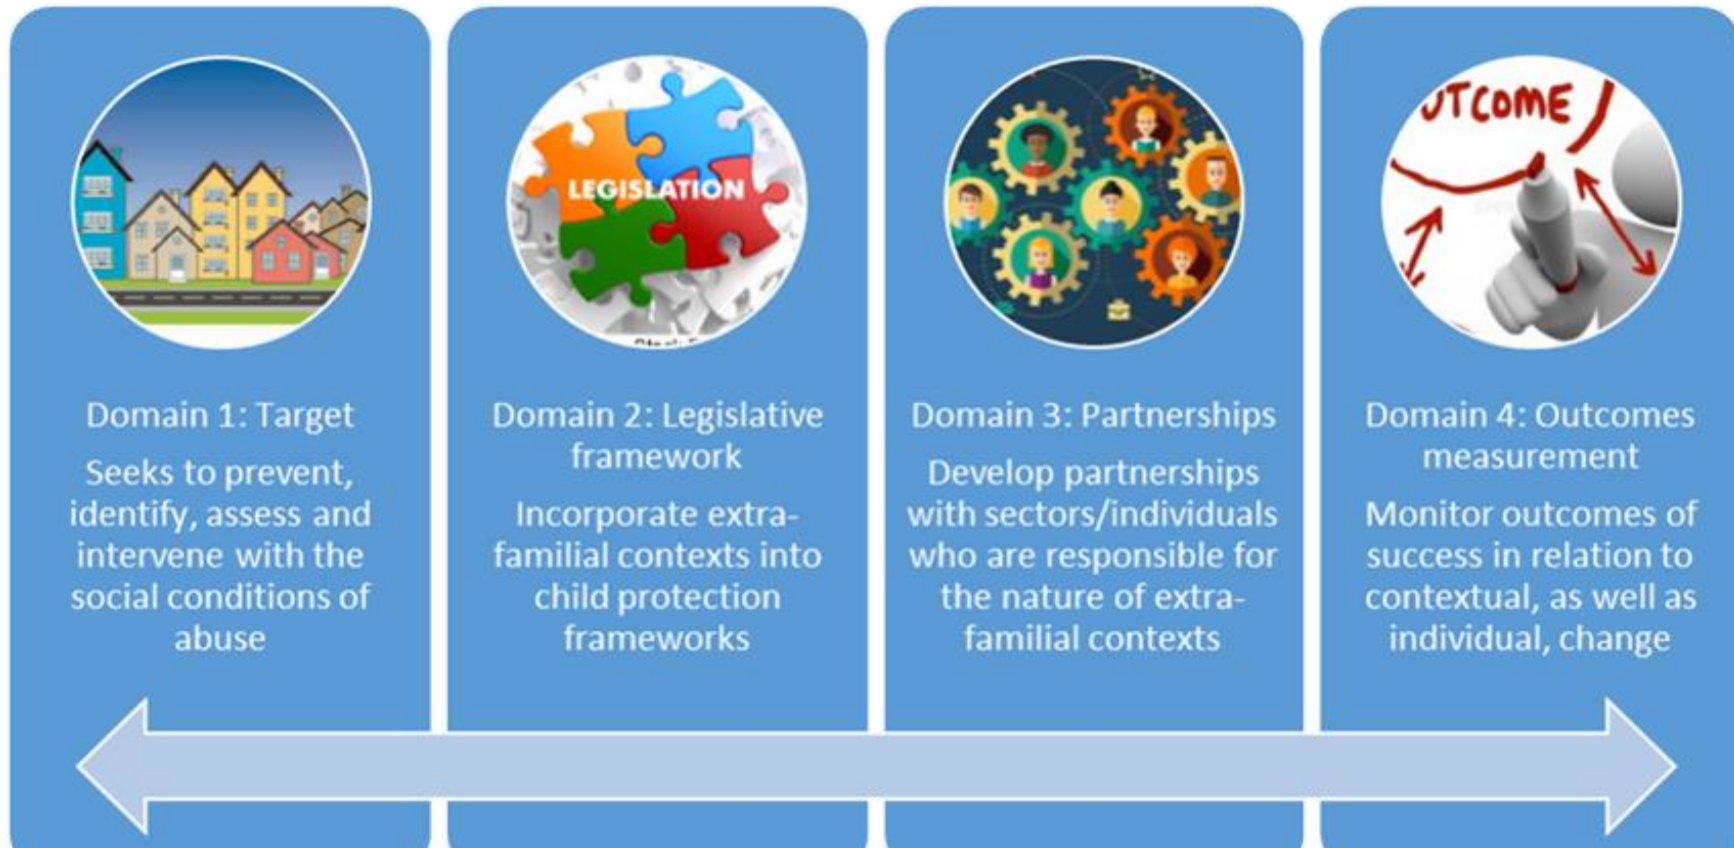 LEGISLATION
UTCOME
Domain 1: Target
Seeks to prevent,
identify, assess and
intervene with the
social conditions of
abuse
Domain 2: Legislative
framework
Incorporate extra-
familial contexts into
child protection
frameworks
Domain 3: Partnerships
Develop partnerships
with sectors/individuals
who are responsible for
the nature of extra-
familial contexts
Domain 4: Outcomes
measurement
Monitor outcomes of
success in relation to
contextual, as well as
individual, change